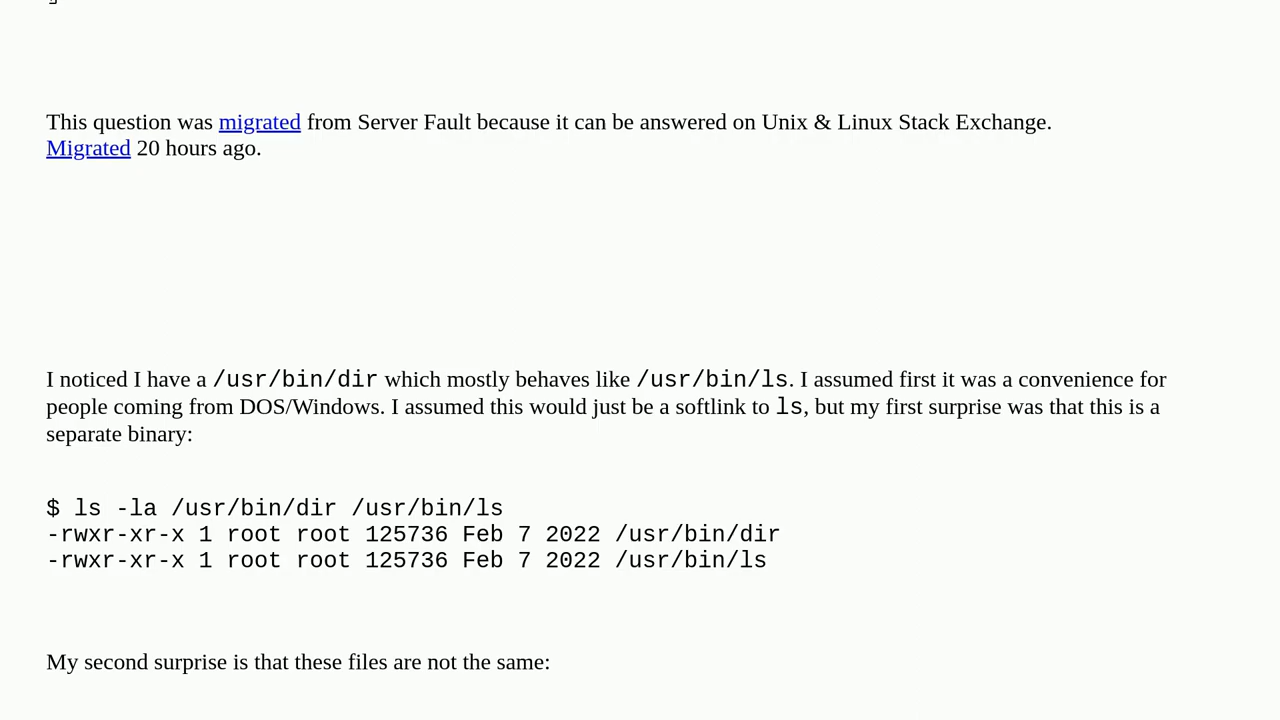 This question was migrated from Server Fault because it can be answered on Unix & Linux Stack Exchange.
Migrated 20 hours ago.
I noticed I have a /usr/bin/dir which mostly behaves like /usr/bin/ls. I assumed first it was a convenience for
people coming from DOS/Windows. I assumed this would just be a softlink to ls, but my first surprise was that this is a
separate binary:
$ ls -la /usr/bin/dir /usr/bin/ls
-rwxr-xr-x 1 root root 125736 Feb 7 2022 /usr/bin/dir
-rwxr-xr-x 1 root root 125736 Feb 7 2022 /usr/bin/ls
My second surprise is that these files are not the same: